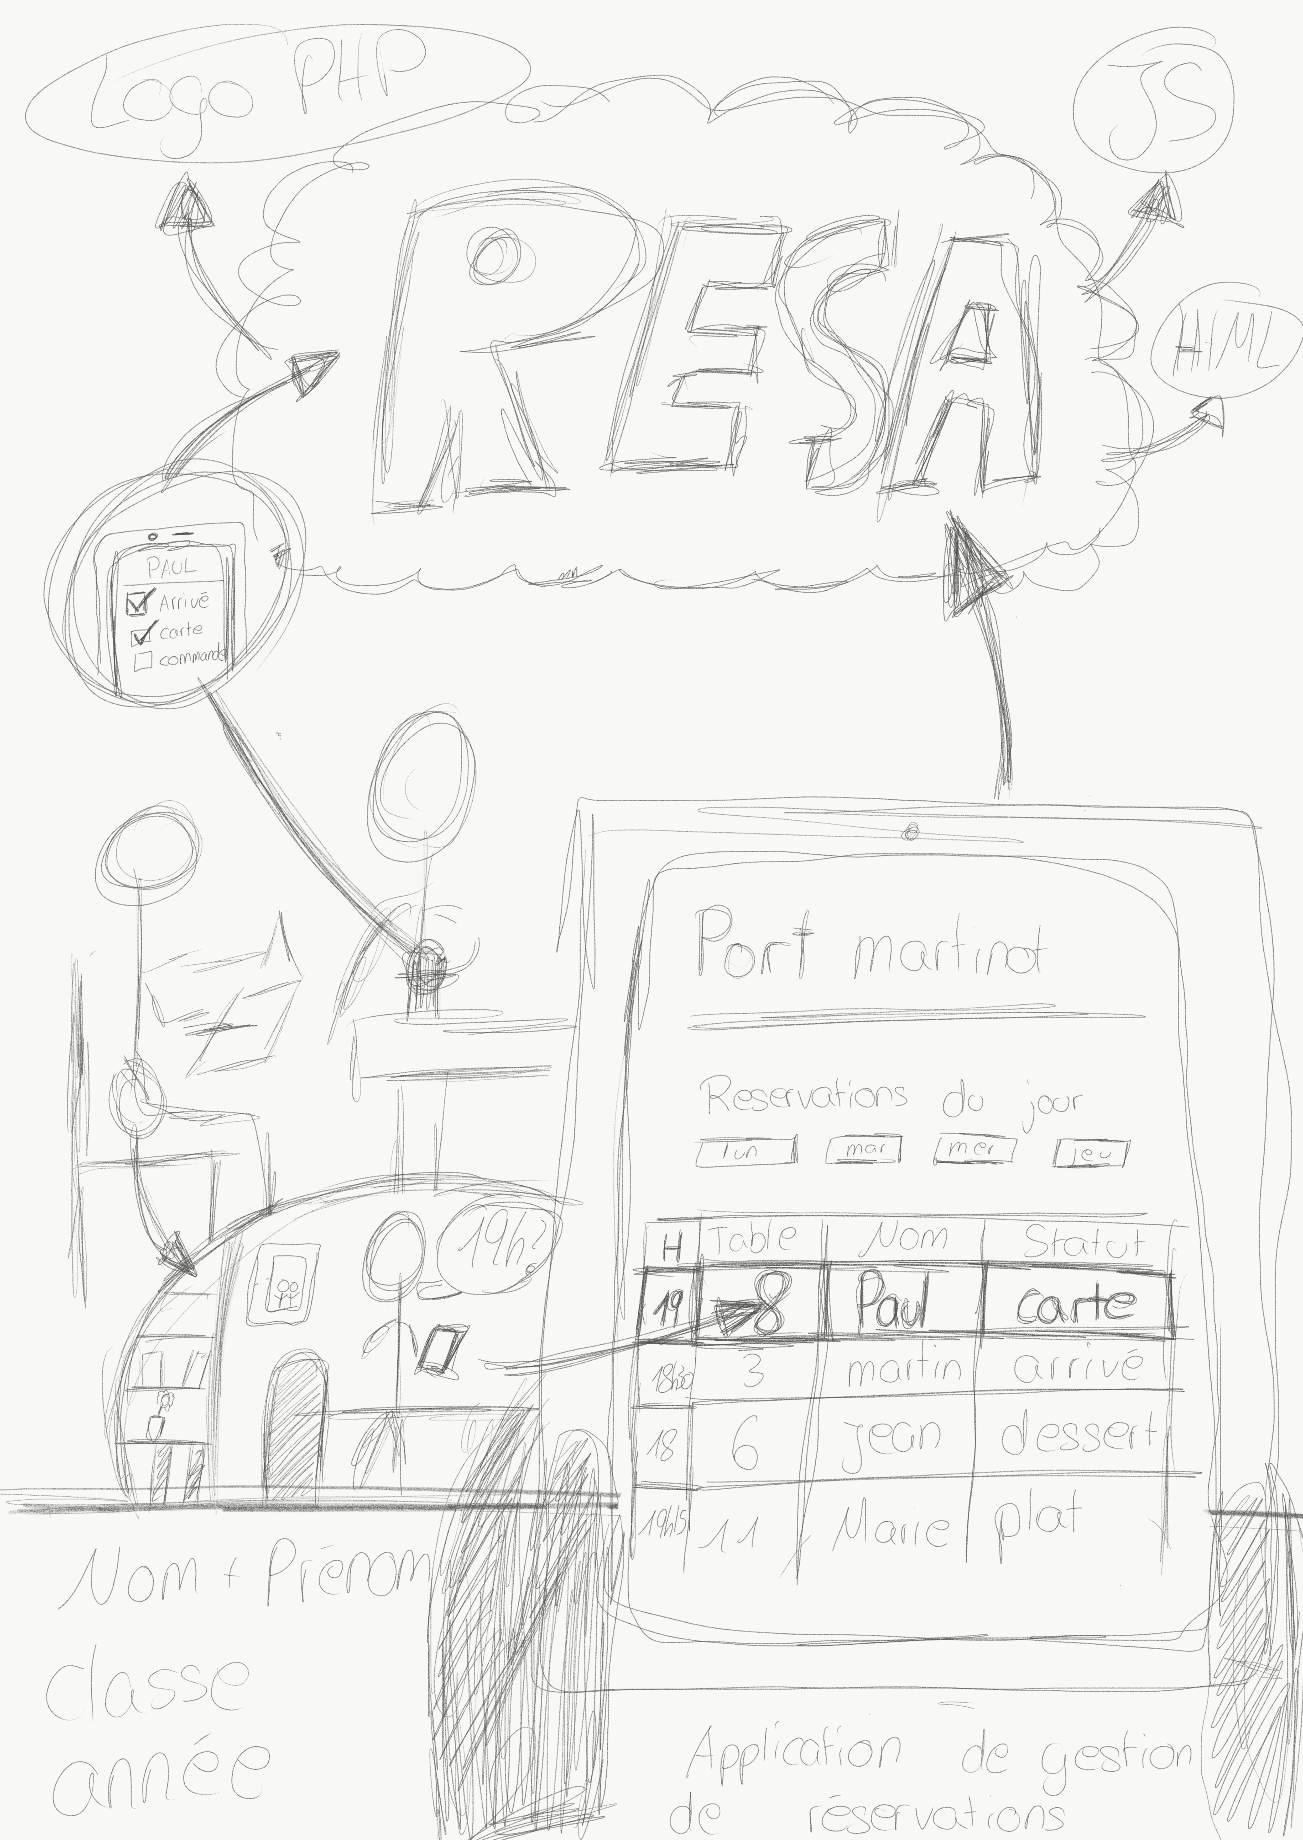 Logo PHP
JS
RESA
HTML
PAUL
Arrivé
carte
commande
Port martinot
Reservations du jour
lun mar mer jeu
H Table Nom Statut
19 8 Paul carte
18h30 3 martin arrivé
18 6 jean dessert
19h15 11 Marie plat
19h?
Nom + Prénom
classe
année
Application de gestion
de réservations